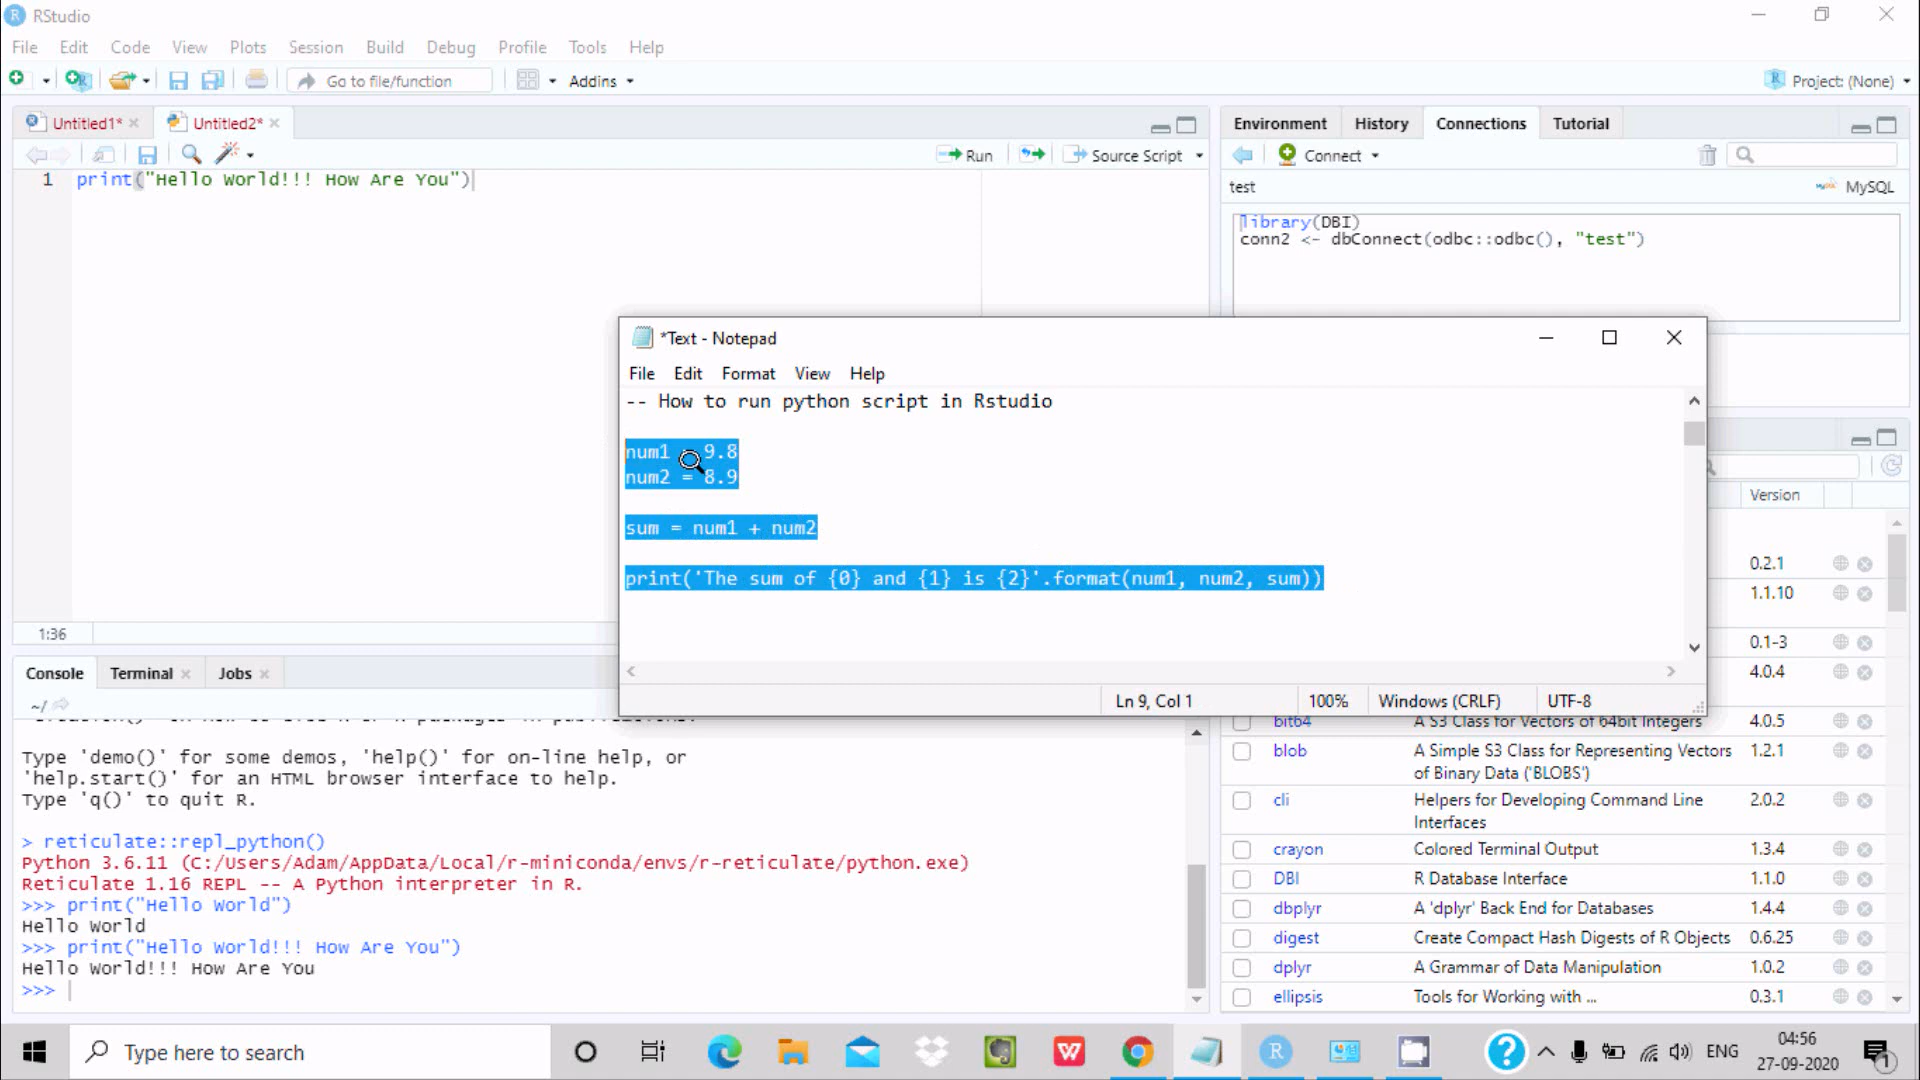 RStudio
File Edit Code View Plots Session Build Debug Profile Tools Help
Go to file/function Addins Project: (None)
Untitled1* Untitled2*
Run Source Script
1 print("Hello World!!! How Are You")
1:36
Environment History Connections Tutorial
Connect
test MySQL
library(DBI)
conn2 <- dbConnect(odbc::odbc(), "test")
*Text - Notepad
File Edit Format View Help
-- How to run python script in Rstudio
num1 9.8
num2 = 8.9
sum = num1 + num2
print('The sum of {0} and {1} is {2}'.format(num1, num2, sum))
Ln 9, Col 1 100% Windows (CRLF) UTF-8
Console Terminal Jobs
~/
Type 'demo()' for some demos, 'help()' for on-line help, or
'help.start()' for an HTML browser interface to help.
Type 'q()' to quit R.
> reticulate::repl_python()
Python 3.6.11 (C:/Users/Adam/AppData/Local/r-miniconda/envs/r-reticulate/python.exe)
Reticulate 1.16 REPL -- A Python interpreter in R.
>>> print("Hello World")
Hello World
>>> print("Hello World!!! How Are You")
Hello World!!! How Are You
>>>
Version
0.2.1
1.1.10
0.1-3
4.0.4
bit64 A S3 Class for Vectors of 64bit Integers 4.0.5
blob A Simple S3 Class for Representing Vectors 1.2.1
of Binary Data ('BLOBS')
cli Helpers for Developing Command Line 2.0.2
Interfaces
crayon Colored Terminal Output 1.3.4
DBI R Database Interface 1.1.0
dbplyr A 'dplyr' Back End for Databases 1.4.4
digest Create Compact Hash Digests of R Objects 0.6.25
dplyr A Grammar of Data Manipulation 1.0.2
ellipsis Tools for Working with ... 0.3.1
Type here to search
ENG
04:56
27-09-2020
1